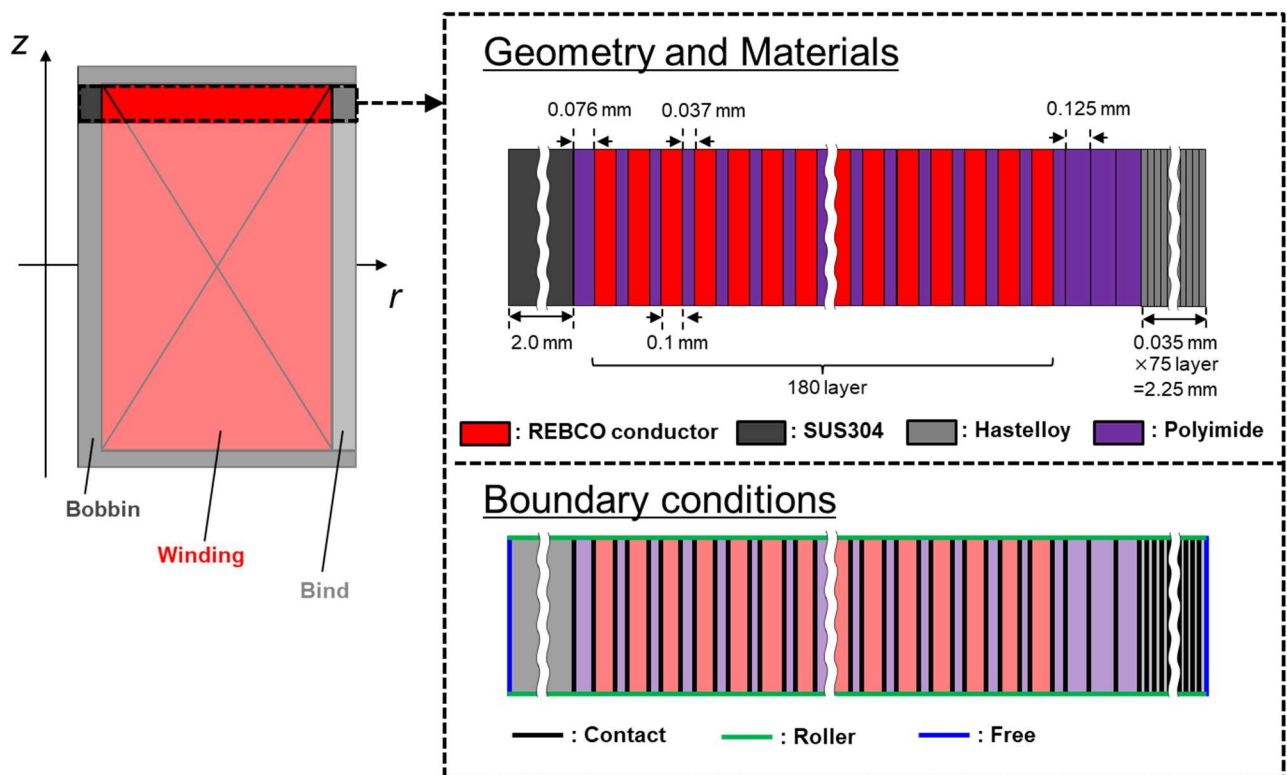 z
r
Bobbin
Winding
Bind
Geometry and Materials
0.076 mm
0.037 mm
0.125 mm
2.0 mm
0.1 mm
180 layer
0.035 mm
×75 layer
=2.25 mm
: REBCO conductor
: SUS304
: Hastelloy
: Polyimide
Boundary conditions
: Contact
: Roller
: Free